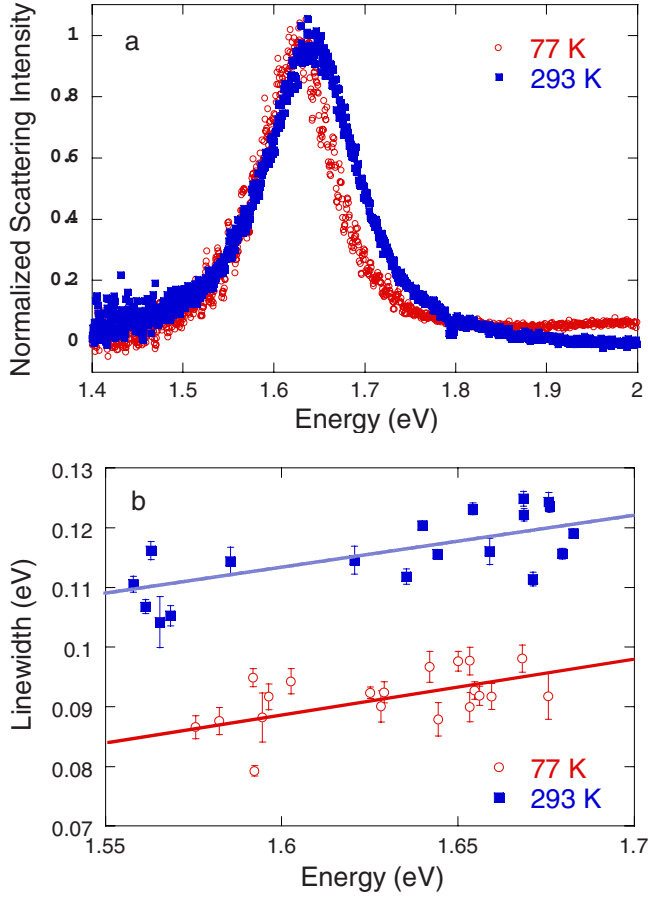 a
77 K
293 K
Normalized Scattering Intensity
1
0.8
0.6
0.4
0.2
0
1.4 1.5 1.6 1.7 1.8 1.9 2
Energy (eV)
b
77 K
293 K
Linewidth (eV)
0.13
0.12
0.11
0.1
0.09
0.08
0.07
1.55 1.6 1.65 1.7
Energy (eV)